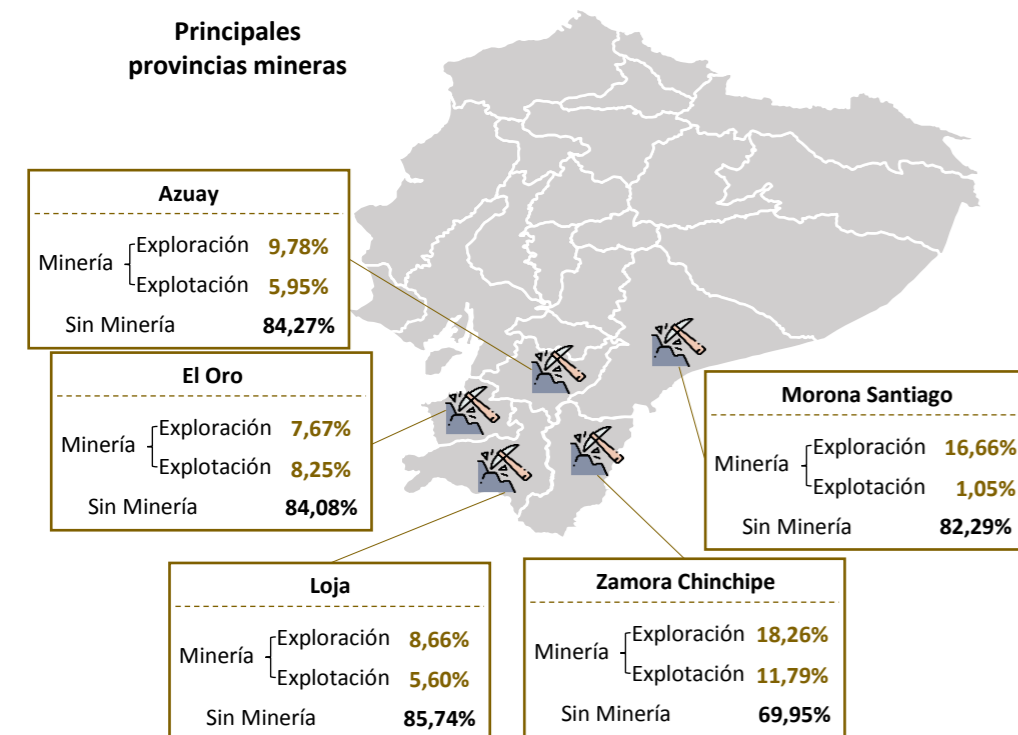 Principales
provincias mineras
Azuay
Minería
Exploración 9,78%
Explotación 5,95%
Sin Minería 84,27%
El Oro
Minería
Exploración 7,67%
Explotación 8,25%
Sin Minería 84,08%
Morona Santiago
Minería
Exploración 16,66%
Explotación 1,05%
Sin Minería 82,29%
Loja
Minería
Exploración 8,66%
Explotación 5,60%
Sin Minería 85,74%
Zamora Chinchipe
Minería
Exploración 18,26%
Explotación 11,79%
Sin Minería 69,95%